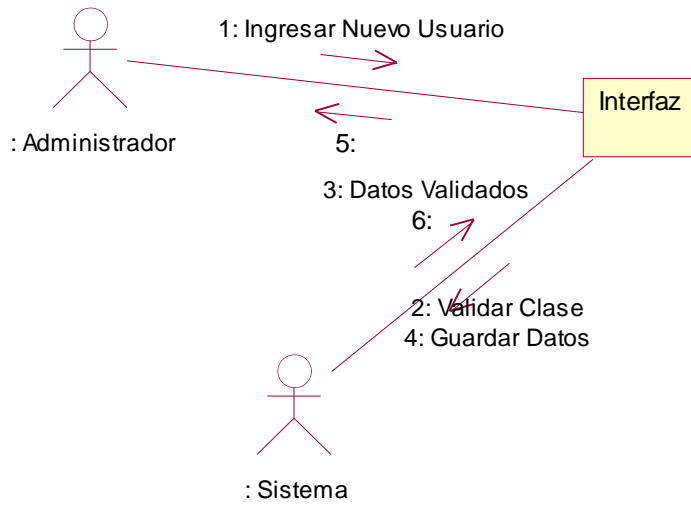 1: Ingresar Nuevo Usuario
Interfaz
: Administrador
5:
3: Datos Validados
6:
2: Validar Clase
4: Guardar Datos
: Sistema